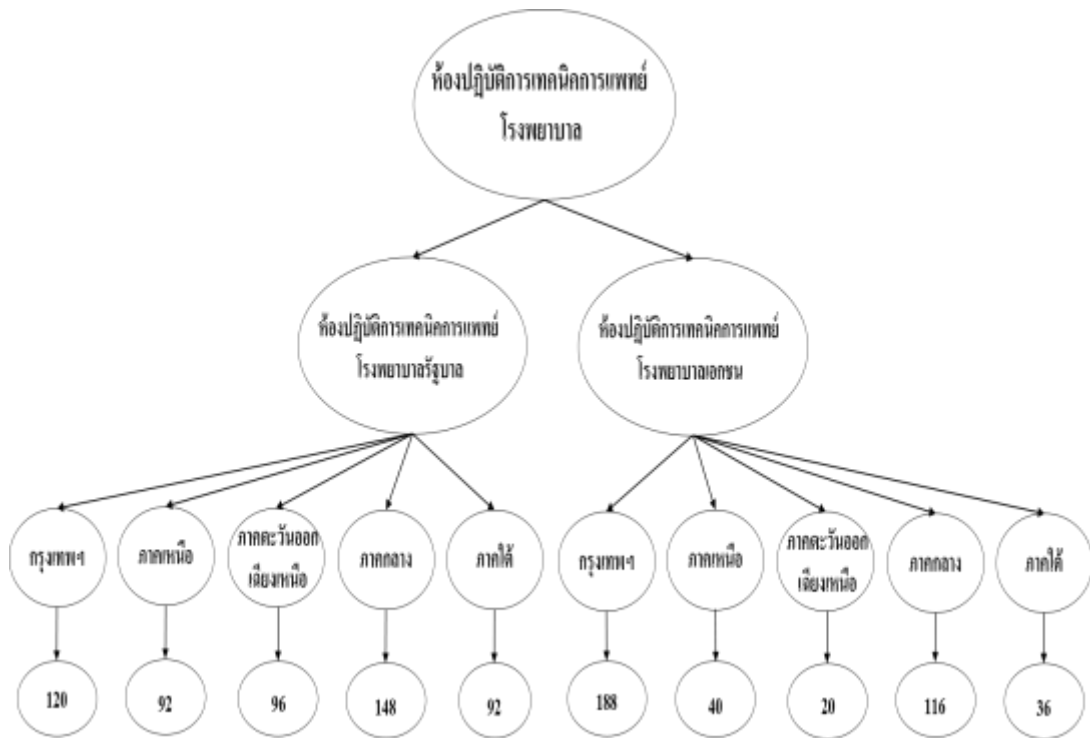 ห้องปฏิบัติการเทคนิคการแพทย์
โรงพยาบาล
ห้องปฏิบัติการเทคนิคการแพทย์
โรงพยาบาลรัฐบาล
ห้องปฏิบัติการเทคนิคการแพทย์
โรงพยาบาลเอกชน
กรุงเทพฯ
ภาคเหนือ
ภาคตะวันออก
เฉียงเหนือ
ภาคกลาง
ภาคใต้
กรุงเทพฯ
ภาคเหนือ
ภาคตะวันออก
เฉียงเหนือ
ภาคกลาง
ภาคใต้
120
92
96
148
92
188
40
20
116
36